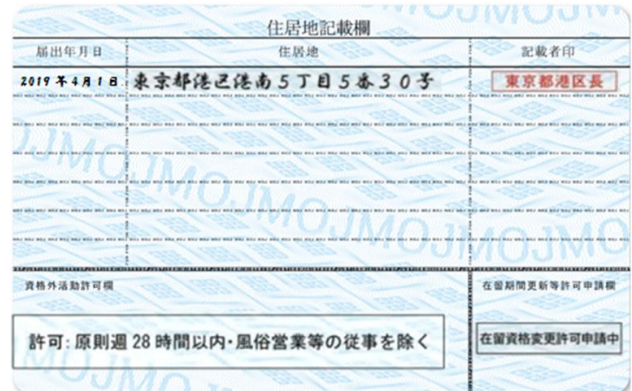 住居地記載欄
届出年月日 住居地 記載者印
2019年4月1日 東京都港区港南5丁目5番30号 東京都港区長
資格外活動許可欄 在留期間更新等許可申請欄
許可: 原則週28時間以内・風俗営業等の従事を除く 在留資格変更許可申請中
MOJMOJMOJ